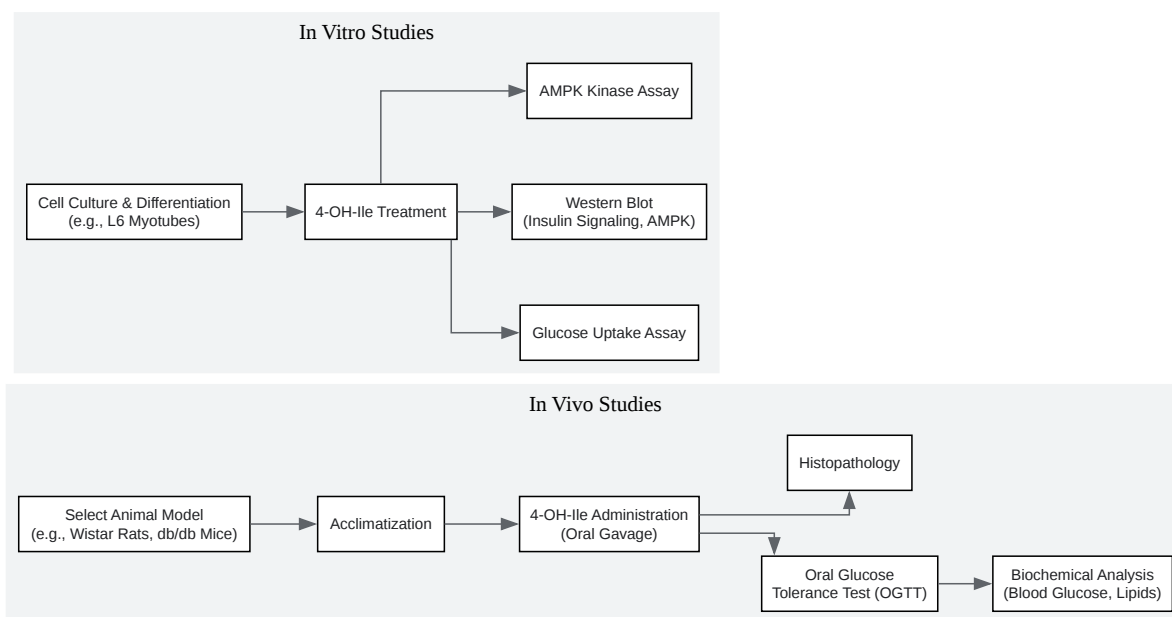 In Vitro Studies
AMPK Kinase Assay
Cell Culture & Differentiation
(e.g., L6 Myotubes)
4-OH-Ile Treatment
Western Blot
(Insulin Signaling, AMPK)
Glucose Uptake Assay
In Vivo Studies
Histopathology
Select Animal Model
(e.g., Wistar Rats, db/db Mice)
Acclimatization
4-OH-Ile Administration
(Oral Gavage)
Oral Glucose
Tolerance Test (OGTT)
Biochemical Analysis
(Blood Glucose, Lipids)